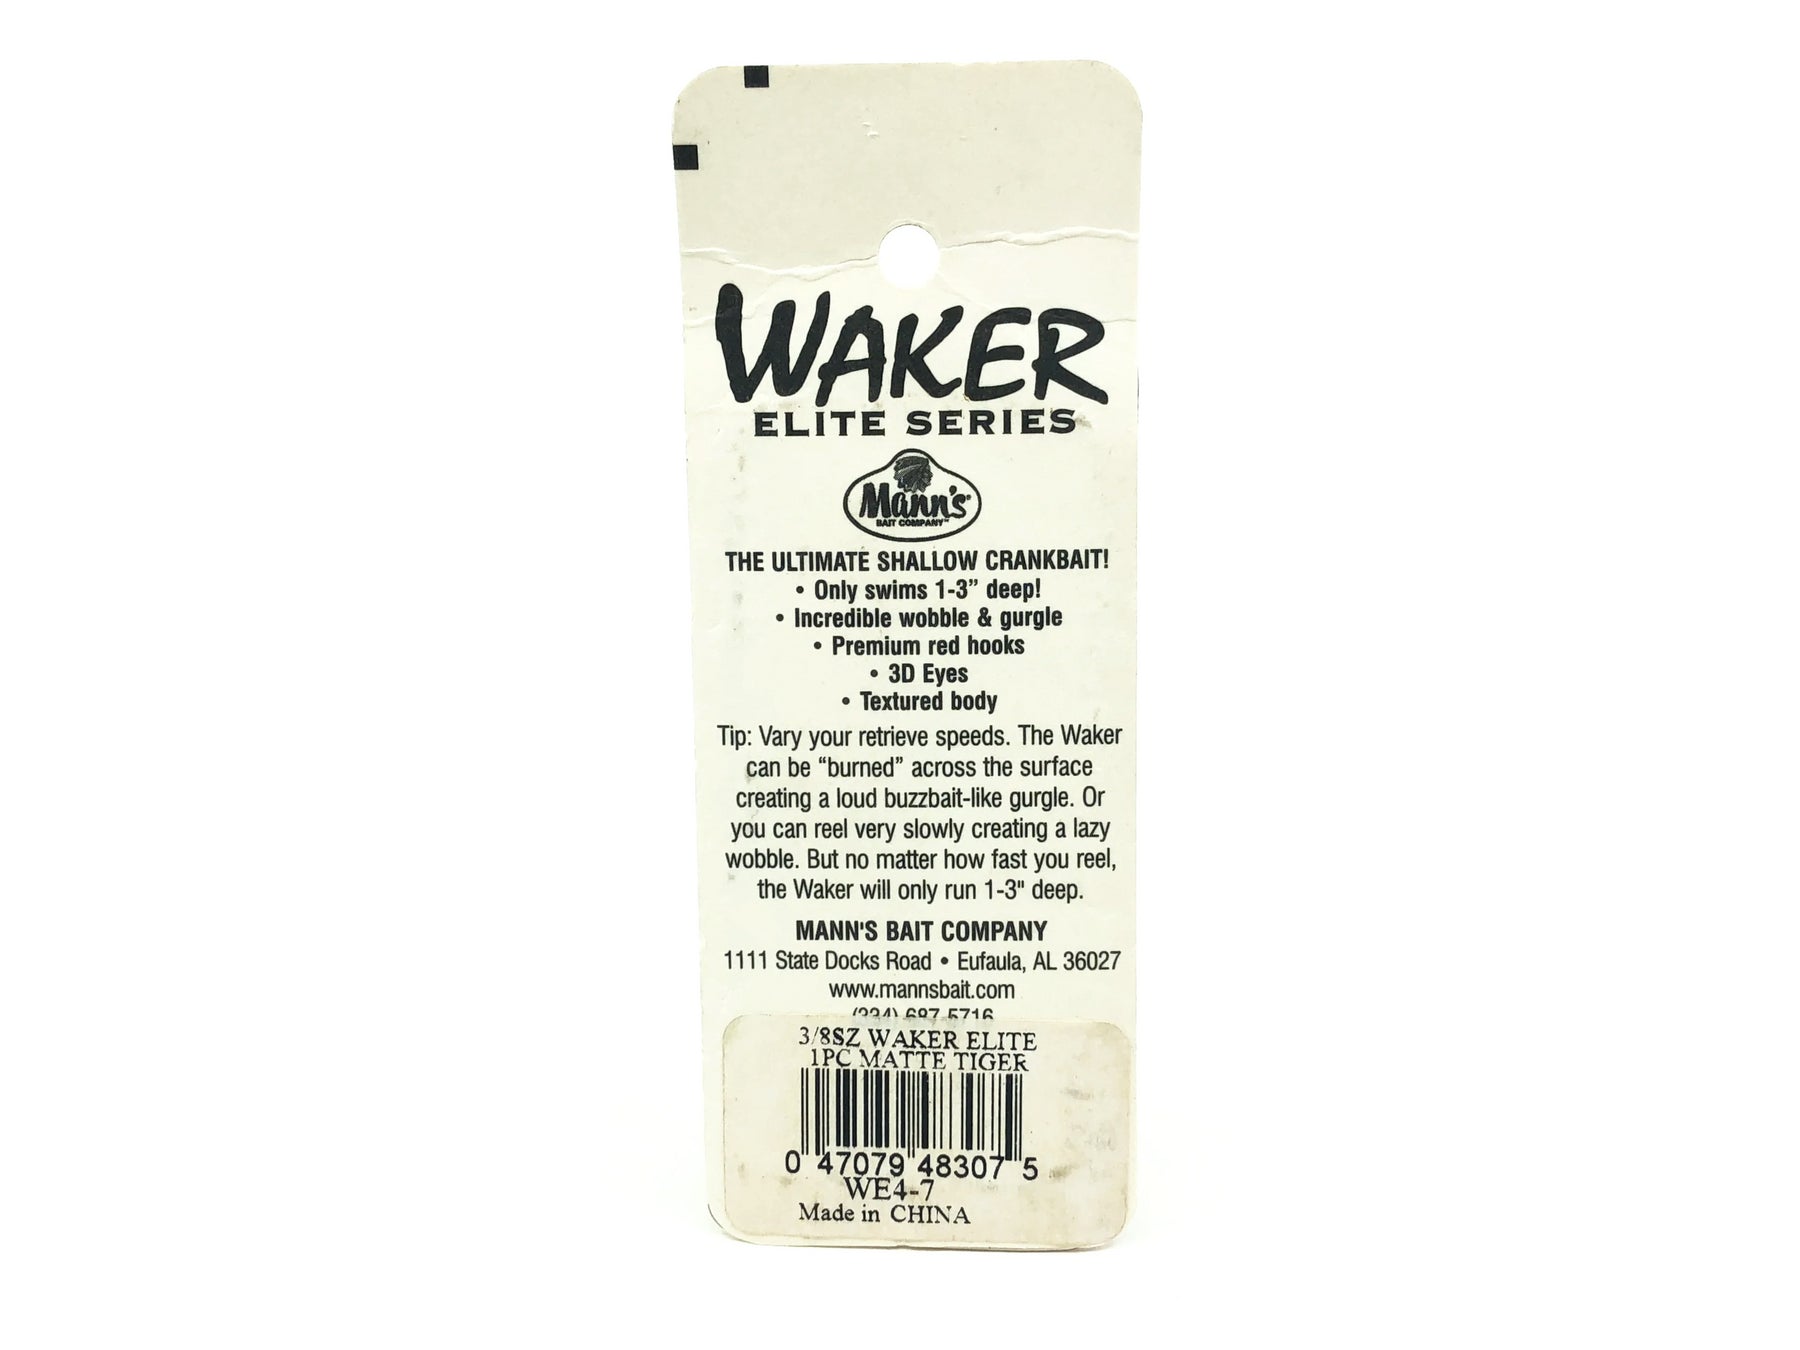 WAKER
ELITE SERIES
Mann's
BAIT COMPANY™
THE ULTIMATE SHALLOW CRANKBAIT!
• Only swims 1-3” deep!
• Incredible wobble & gurgle
• Premium red hooks
• 3D Eyes
• Textured body
Tip: Vary your retrieve speeds. The Waker
can be “burned” across the surface
creating a loud buzzbait-like gurgle. Or
you can reel very slowly creating a lazy
wobble. But no matter how fast you reel,
the Waker will only run 1-3" deep.
MANN'S BAIT COMPANY
1111 State Docks Road • Eufaula, AL 36027
www.mannsbait.com
(334) 687-5716
3/8SZ WAKER ELITE
1PC MATTE TIGER
0 47079 48307 5
WE4-7
Made in CHINA